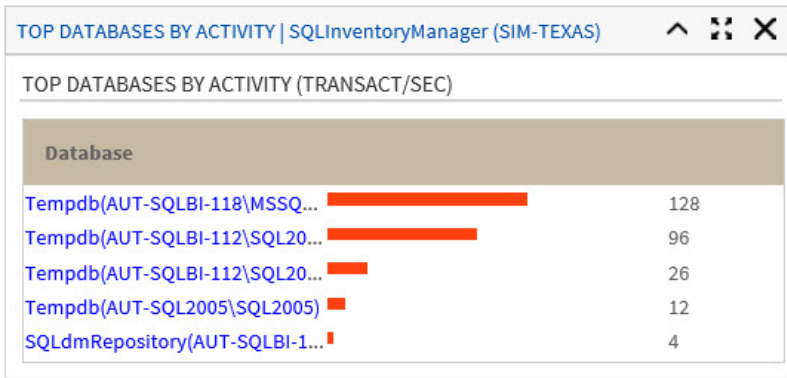 TOP DATABASES BY ACTIVITY | SQLInventoryManager (SIM-TEXAS)
TOP DATABASES BY ACTIVITY (TRANSACT/SEC)
Database
Tempdb(AUT-SQLBI-118\MSSQ... 128
Tempdb(AUT-SQLBI-112\SQL20... 96
Tempdb(AUT-SQLBI-112\SQL20... 26
Tempdb(AUT-SQL2005\SQL2005) 12
SQLdmRepository(AUT-SQLBI-1... 4